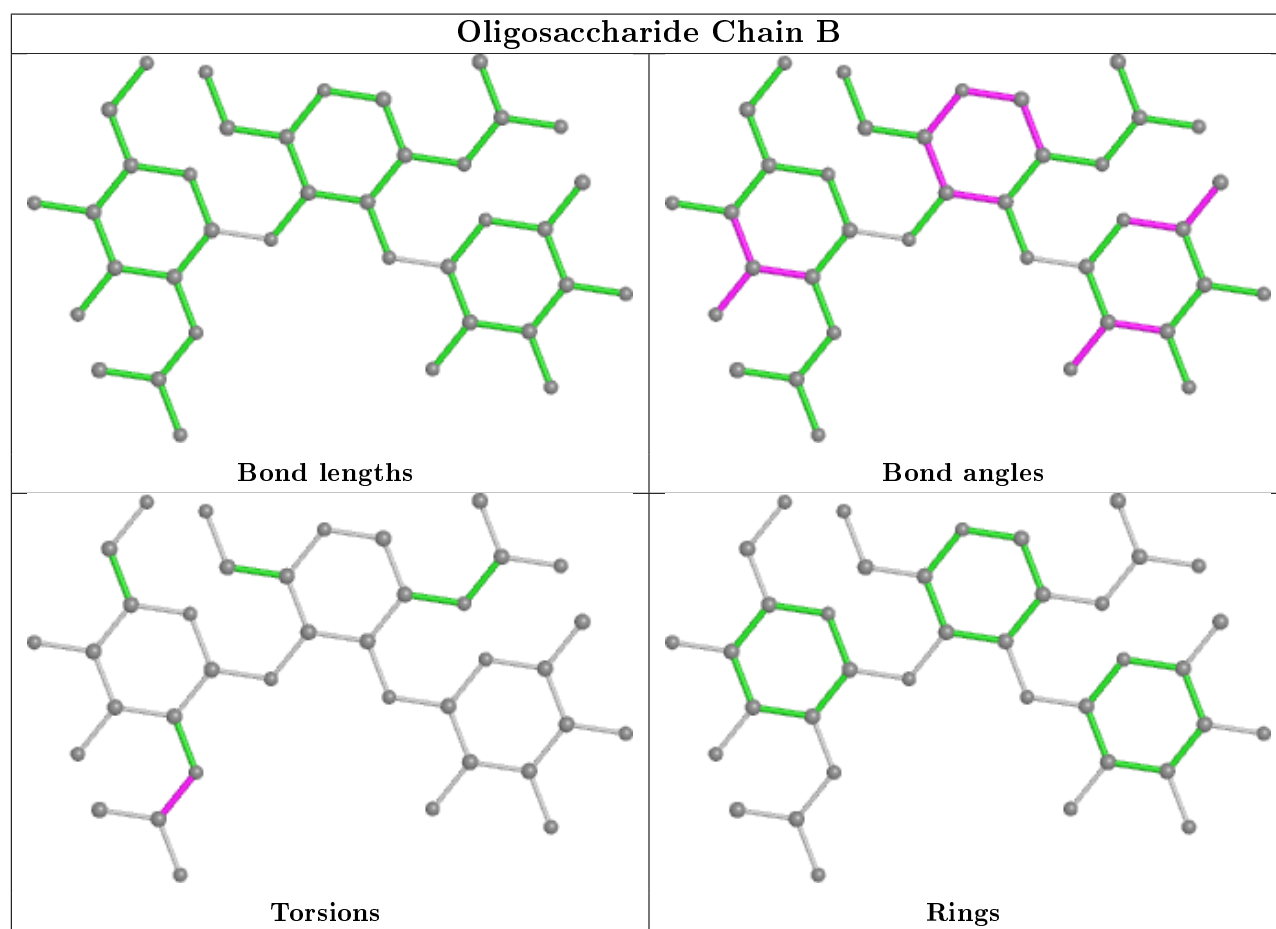 Oligosaccharide Chain B
Bond lengths
Bond angles
Torsions
Rings